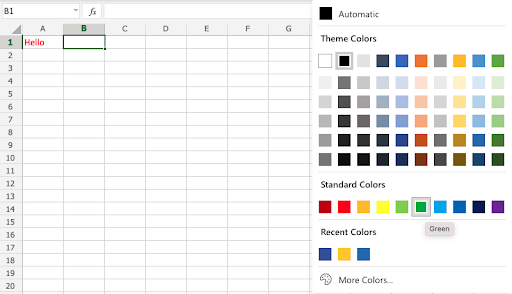 B1
fx
A B C D E F G
1 Hello
2
3
4
5
6
7
8
9
10
11
12
13
14
15
16
17
18
19
20
Automatic
Theme Colors
Standard Colors
Green
Recent Colors
More Colors...